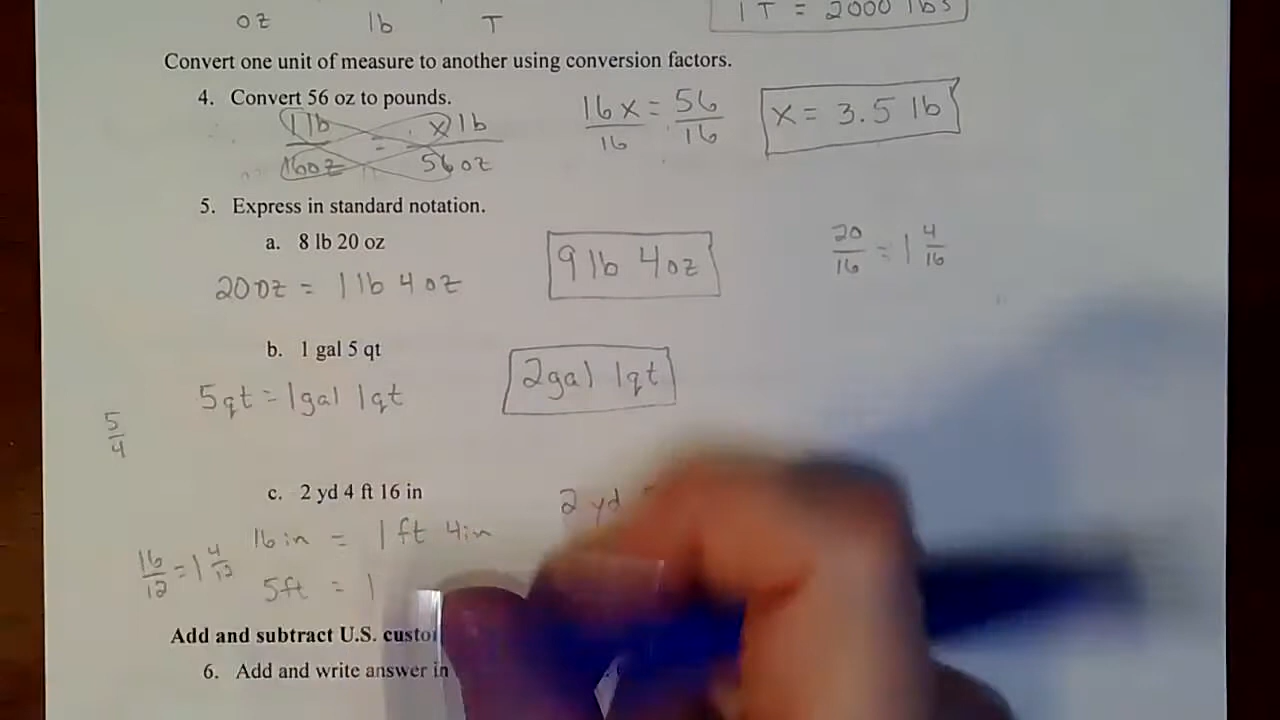 oz lb T
1 T = 2000 lbs
Convert one unit of measure to another using conversion factors.
4. Convert 56 oz to pounds.
1 lb / 16 oz = x lb / 56 oz
16x / 16 = 56 / 16
x = 3.5 lb
5. Express in standard notation.
a. 8 lb 20 oz
20 oz = 1 lb 4 oz
9 lb 4 oz
20/16 = 1 4/16
b. 1 gal 5 qt
5 qt = 1 gal 1 qt
2 gal 1 qt
5/4
c. 2 yd 4 ft 16 in
2 yd
16 in = 1 ft 4 in
16/12 = 1 4/12
5 ft = 1
Add and subtract U.S.
6. Add and write answer in